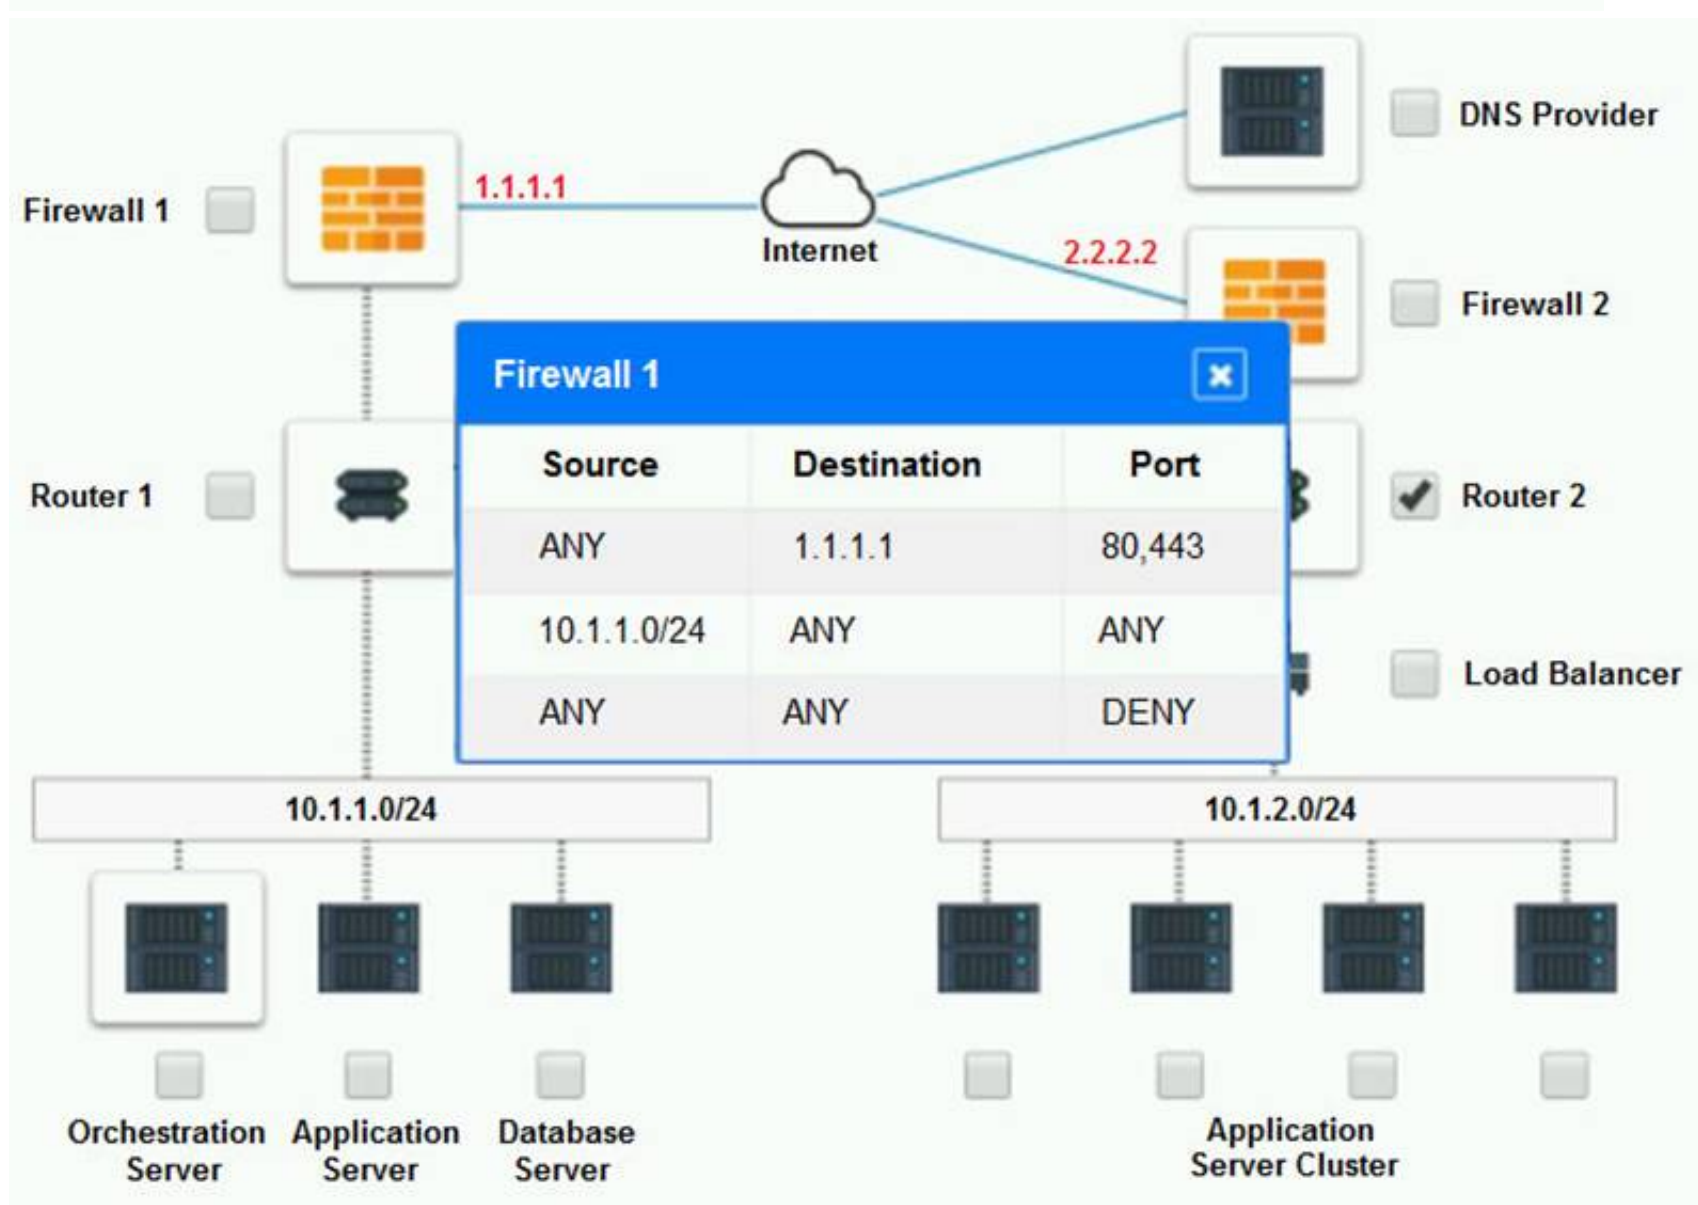 DNS Provider
Firewall 1
1.1.1.1
Internet
2.2.2.2
Firewall 2
Firewall 1
Source Destination Port
ANY 1.1.1.1 80,443
10.1.1.0/24 ANY ANY
ANY ANY DENY
Router 1
Router 2
Load Balancer
10.1.1.0/24
10.1.2.0/24
Orchestration
Server
Application
Server
Database
Server
Application
Server Cluster